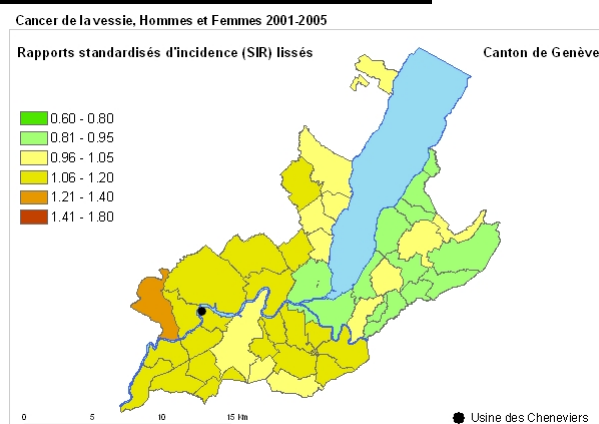 Cancer de la vessie, Hommes et Femmes 2001-2005
Rapports standardisés d'incidence (SIR) lissés
Canton de Genève
0.60 - 0.80
0.81 - 0.95
0.96 - 1.05
1.06 - 1.20
1.21 - 1.40
1.41 - 1.80
0 5 10 15 Km
Usine des Cheneviers